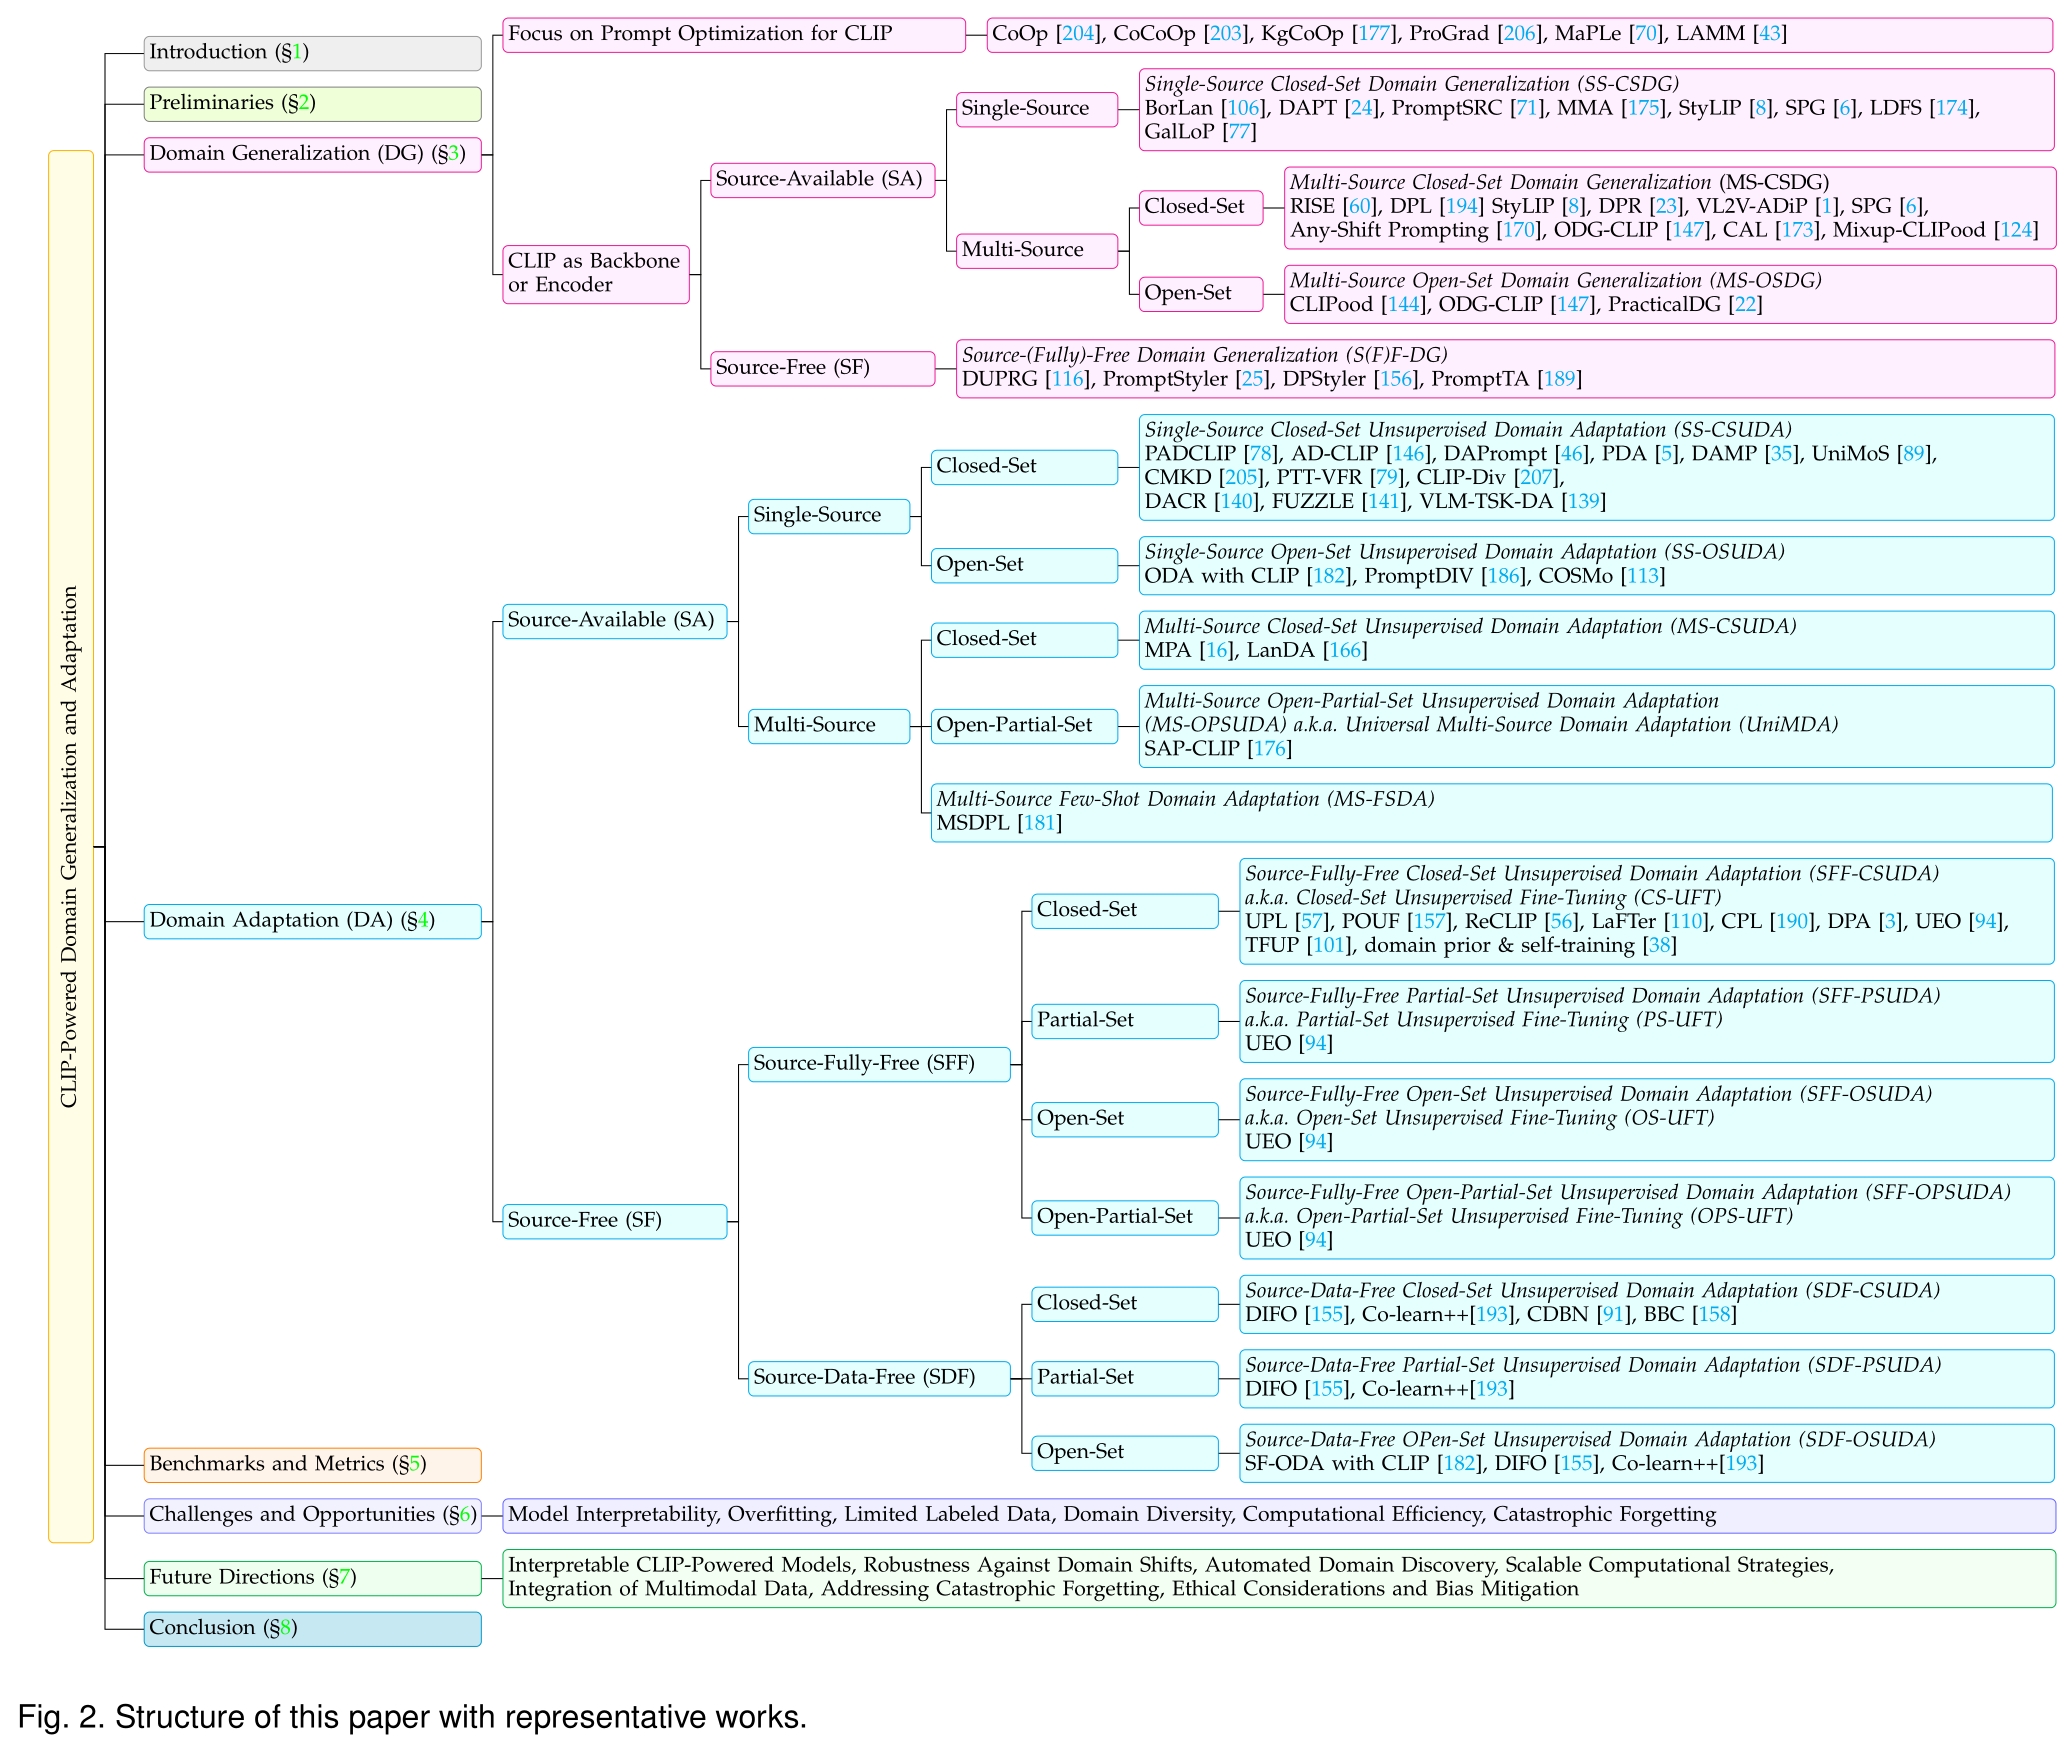 CLIP-Powered Domain Generalization and Adaptation
Introduction (§1)
Preliminaries (§2)
Domain Generalization (DG) (§3)
Focus on Prompt Optimization for CLIP
CoOp [204], CoCoOp [203], KgCoOp [177], ProGrad [206], MaPLe [70], LAMM [43]
CLIP as Backbone
or Encoder
Source-Available (SA)
Single-Source
Single-Source Closed-Set Domain Generalization (SS-CSDG)
BorLan [106], DAPT [24], PromptSRC [71], MMA [175], StyLIP [8], SPG [6], LDFS [174],
GalLoP [77]
Multi-Source
Closed-Set
Multi-Source Closed-Set Domain Generalization (MS-CSDG)
RISE [60], DPL [194] StyLIP [8], DPR [23], VL2V-ADiP [1], SPG [6],
Any-Shift Prompting [170], ODG-CLIP [147], CAL [173], Mixup-CLIPood [124]
Open-Set
Multi-Source Open-Set Domain Generalization (MS-OSDG)
CLIPood [144], ODG-CLIP [147], PracticalDG [22]
Source-Free (SF)
Source-(Fully)-Free Domain Generalization (S(F)F-DG)
DUPRG [116], PromptStyler [25], DPStyler [156], PromptTA [189]
Domain Adaptation (DA) (§4)
Source-Available (SA)
Single-Source
Closed-Set
Single-Source Closed-Set Unsupervised Domain Adaptation (SS-CSUDA)
PADCLIP [78], AD-CLIP [146], DAPrompt [46], PDA [5], DAMP [35], UniMoS [89],
CMKD [205], PTT-VFR [79], CLIP-Div [207],
DACR [140], FUZZLE [141], VLM-TSK-DA [139]
Open-Set
Single-Source Open-Set Unsupervised Domain Adaptation (SS-OSUDA)
ODA with CLIP [182], PromptDIV [186], COSMo [113]
Multi-Source
Closed-Set
Multi-Source Closed-Set Unsupervised Domain Adaptation (MS-CSUDA)
MPA [16], LanDA [166]
Open-Partial-Set
Multi-Source Open-Partial-Set Unsupervised Domain Adaptation
(MS-OPSUDA) a.k.a. Universal Multi-Source Domain Adaptation (UniMDA)
SAP-CLIP [176]
Multi-Source Few-Shot Domain Adaptation (MS-FSDA)
MSDPL [181]
Source-Free (SF)
Source-Fully-Free (SFF)
Closed-Set
Source-Fully-Free Closed-Set Unsupervised Domain Adaptation (SFF-CSUDA)
a.k.a. Closed-Set Unsupervised Fine-Tuning (CS-UFT)
UPL [57], POUF [157], ReCLIP [56], LaFTer [110], CPL [190], DPA [3], UEO [94],
TFUP [101], domain prior & self-training [38]
Partial-Set
Source-Fully-Free Partial-Set Unsupervised Domain Adaptation (SFF-PSUDA)
a.k.a. Partial-Set Unsupervised Fine-Tuning (PS-UFT)
UEO [94]
Open-Set
Source-Fully-Free Open-Set Unsupervised Domain Adaptation (SFF-OSUDA)
a.k.a. Open-Set Unsupervised Fine-Tuning (OS-UFT)
UEO [94]
Open-Partial-Set
Source-Fully-Free Open-Partial-Set Unsupervised Domain Adaptation (SFF-OPSUDA)
a.k.a. Open-Partial-Set Unsupervised Fine-Tuning (OPS-UFT)
UEO [94]
Source-Data-Free (SDF)
Closed-Set
Source-Data-Free Closed-Set Unsupervised Domain Adaptation (SDF-CSUDA)
DIFO [155], Co-learn++[193], CDBN [91], BBC [158]
Partial-Set
Source-Data-Free Partial-Set Unsupervised Domain Adaptation (SDF-PSUDA)
DIFO [155], Co-learn++[193]
Open-Set
Source-Data-Free OPen-Set Unsupervised Domain Adaptation (SDF-OSUDA)
SF-ODA with CLIP [182], DIFO [155], Co-learn++[193]
Benchmarks and Metrics (§5)
Challenges and Opportunities (§6)
Model Interpretability, Overfitting, Limited Labeled Data, Domain Diversity, Computational Efficiency, Catastrophic Forgetting
Future Directions (§7)
Interpretable CLIP-Powered Models, Robustness Against Domain Shifts, Automated Domain Discovery, Scalable Computational Strategies,
Integration of Multimodal Data, Addressing Catastrophic Forgetting, Ethical Considerations and Bias Mitigation
Conclusion (§8)
Fig. 2. Structure of this paper with representative works.